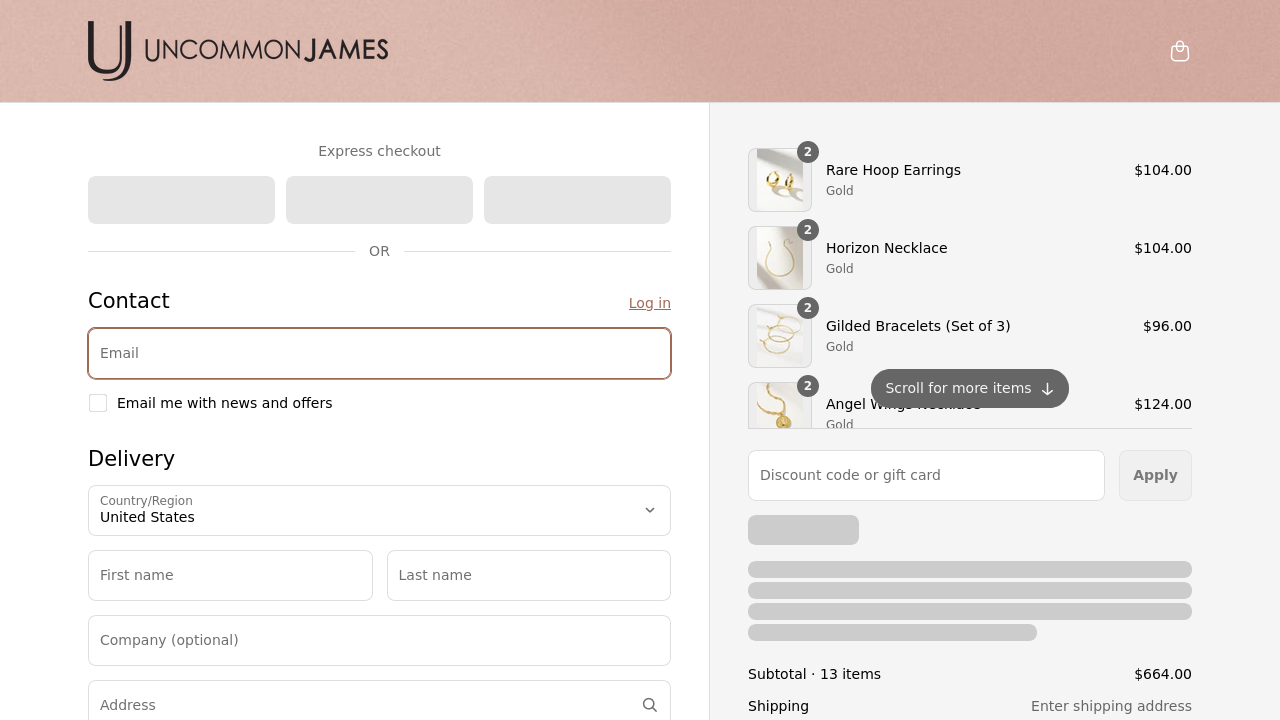 UNCOMMON JAMES
Express checkout
OR
Contact
Log in
Email
Email me with news and offers
Delivery
Country/Region
United States
First name
Last name
Company (optional)
Address
2
Rare Hoop Earrings
Gold
$104.00
2
Horizon Necklace
Gold
$104.00
2
Gilded Bracelets (Set of 3)
Gold
$96.00
2
Angel Wings Necklace
Gold
$124.00
Scroll for more items
Discount code or gift card
Apply
Subtotal · 13 items
$664.00
Shipping
Enter shipping address